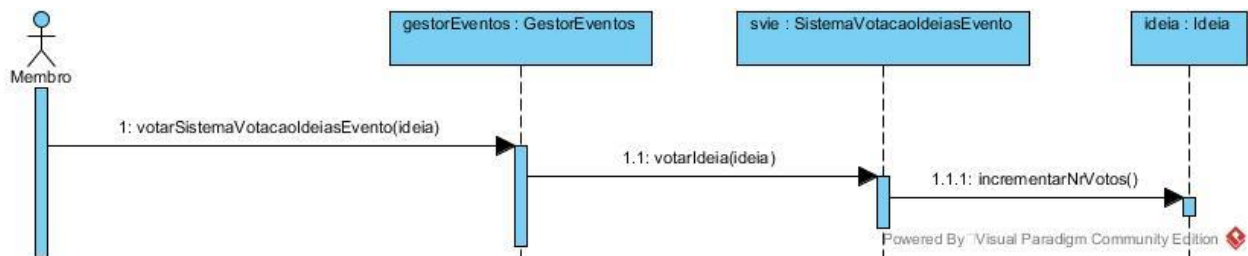 gestorEventos : GestorEventos
svie : SistemaVotacaoIdeiasEvento
ideia : Ideia
Membro
1: votarSistemaVotacaoIdeiasEvento(ideia)
1.1: votarIdeia(ideia)
1.1.1: incrementarNrVotos()
Powered By Visual Paradigm Community Edition